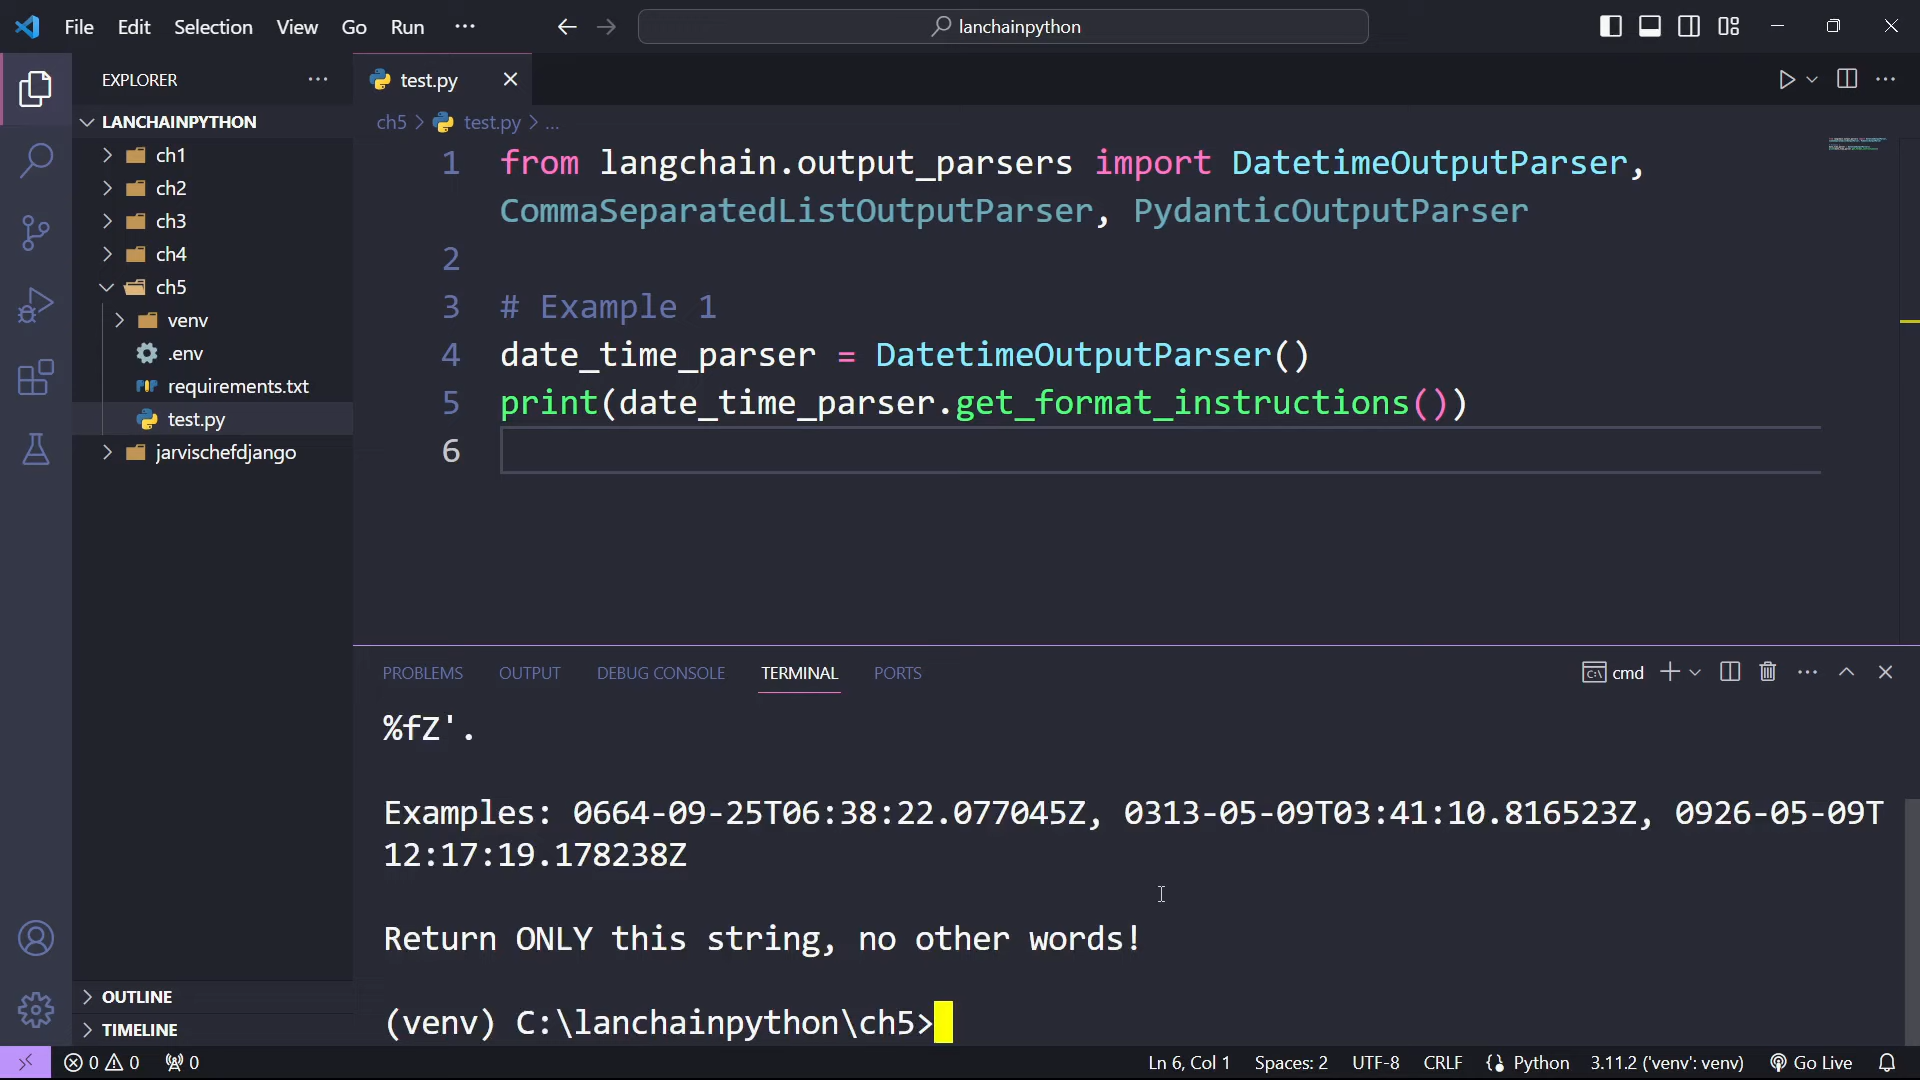 File Edit Selection View Go Run ··· lanchainpython
EXPLORER ···
test.py
LANCHAINPYTHON
ch1
ch2
ch3
ch4
ch5
venv
.env
requirements.txt
test.py
jarvischefdjango
OUTLINE
TIMELINE
ch5 > test.py > ...
1 from langchain.output_parsers import DatetimeOutputParser,
CommaSeparatedListOutputParser, PydanticOutputParser
2
3 # Example 1
4 date_time_parser = DatetimeOutputParser()
5 print(date_time_parser.get_format_instructions())
6
PROBLEMS OUTPUT DEBUG CONSOLE TERMINAL PORTS cmd
%fZ'.
Examples: 0664-09-25T06:38:22.077045Z, 0313-05-09T03:41:10.816523Z, 0926-05-09T
12:17:19.178238Z
Return ONLY this string, no other words!
(venv) C:\lanchainpython\ch5>
0 0 0 Ln 6, Col 1 Spaces: 2 UTF-8 CRLF Python 3.11.2 ('venv': venv) Go Live